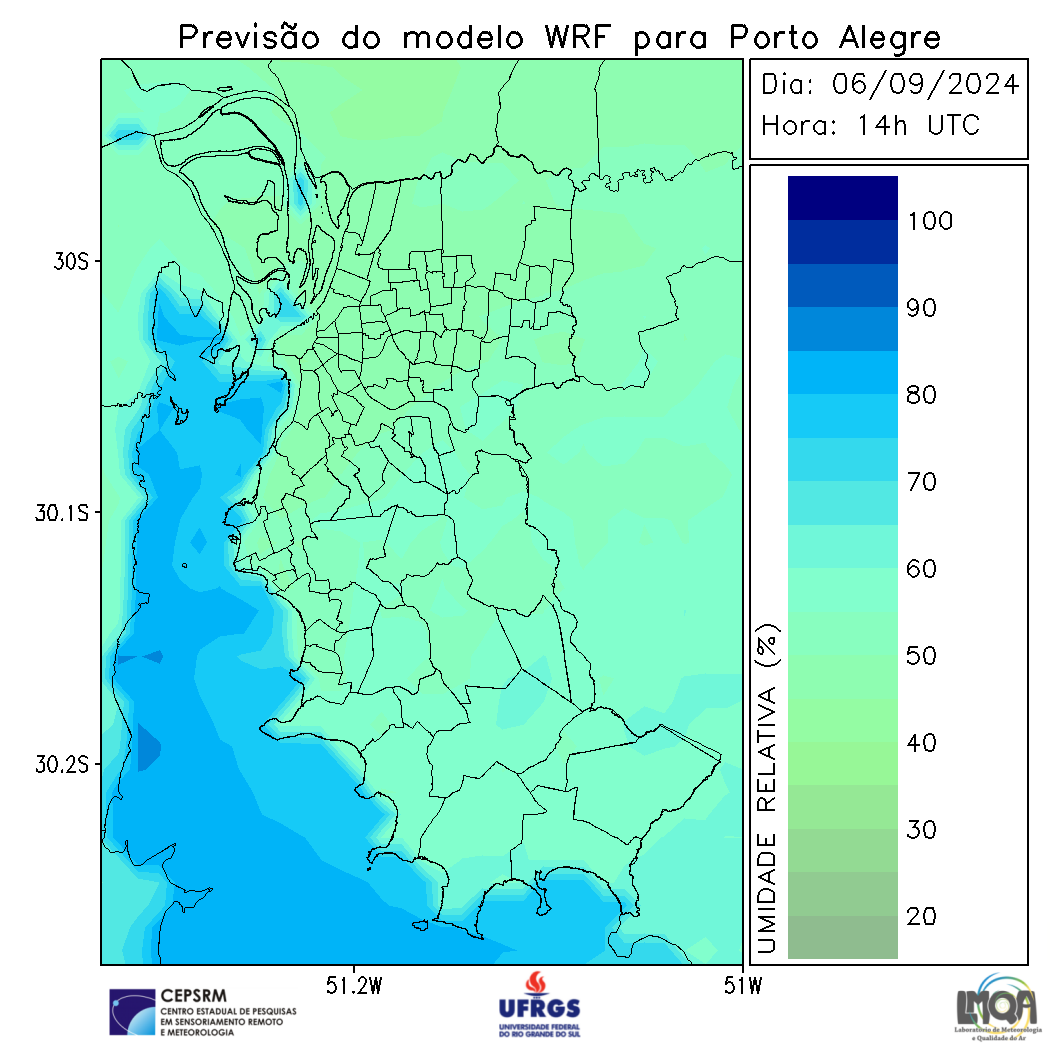 Previsão do modelo WRF para Porto Alegre
Dia: 06/09/2024
Hora: 14h UTC
30S
30.1S
30.2S
51.2W
51W
100
90
80
70
60
50
40
30
20
UMIDADE RELATIVA (%)
CEPSRM
CENTRO ESTADUAL DE PESQUISAS
EM SENSORIAMENTO REMOTO
E METEOROLOGIA
UFRGS
UNIVERSIDADE FEDERAL
DO RIO GRANDE DO SUL
LMQA
Laboratório de Meteorologia
e Qualidade do Ar